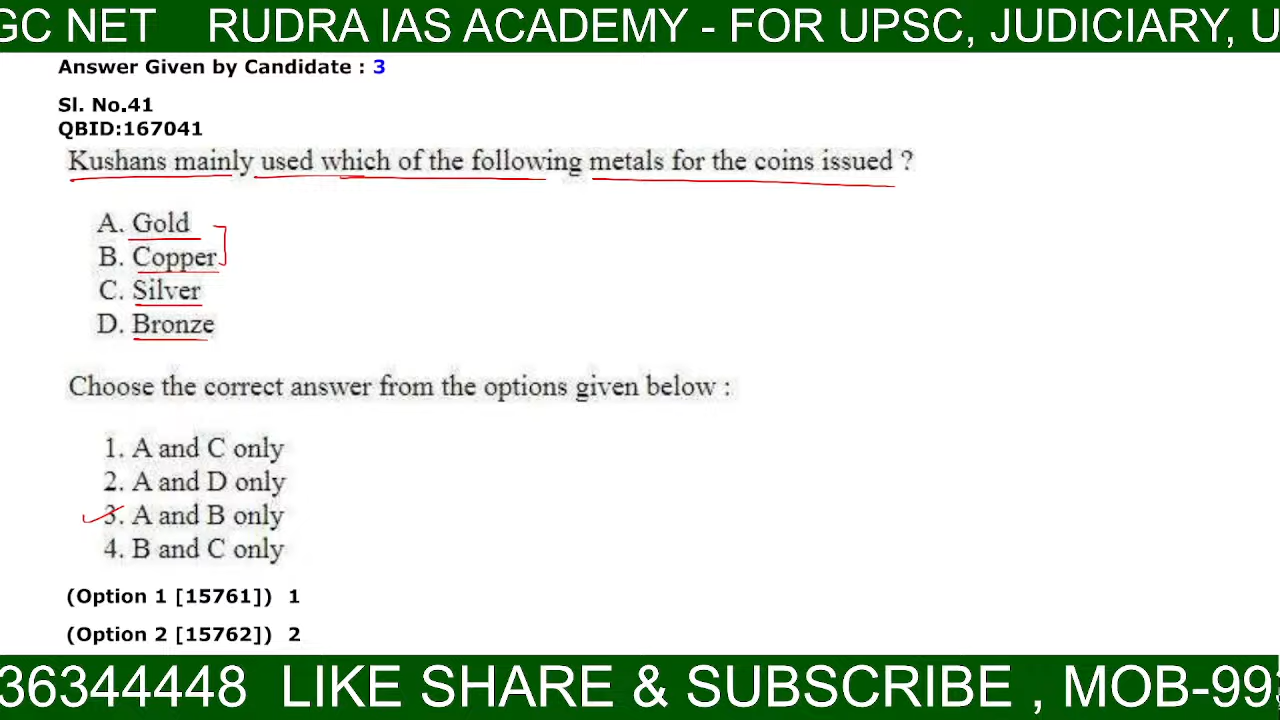 GC NET RUDRA IAS ACADEMY - FOR UPSC, JUDICIARY, U
Answer Given by Candidate : 3
Sl. No.41
QBID:167041
Kushans mainly used which of the following metals for the coins issued ?
A. Gold
B. Copper
C. Silver
D. Bronze
Choose the correct answer from the options given below :
1. A and C only
2. A and D only
3. A and B only
4. B and C only
(Option 1 [15761]) 1
(Option 2 [15762]) 2
36344448 LIKE SHARE & SUBSCRIBE , MOB-99